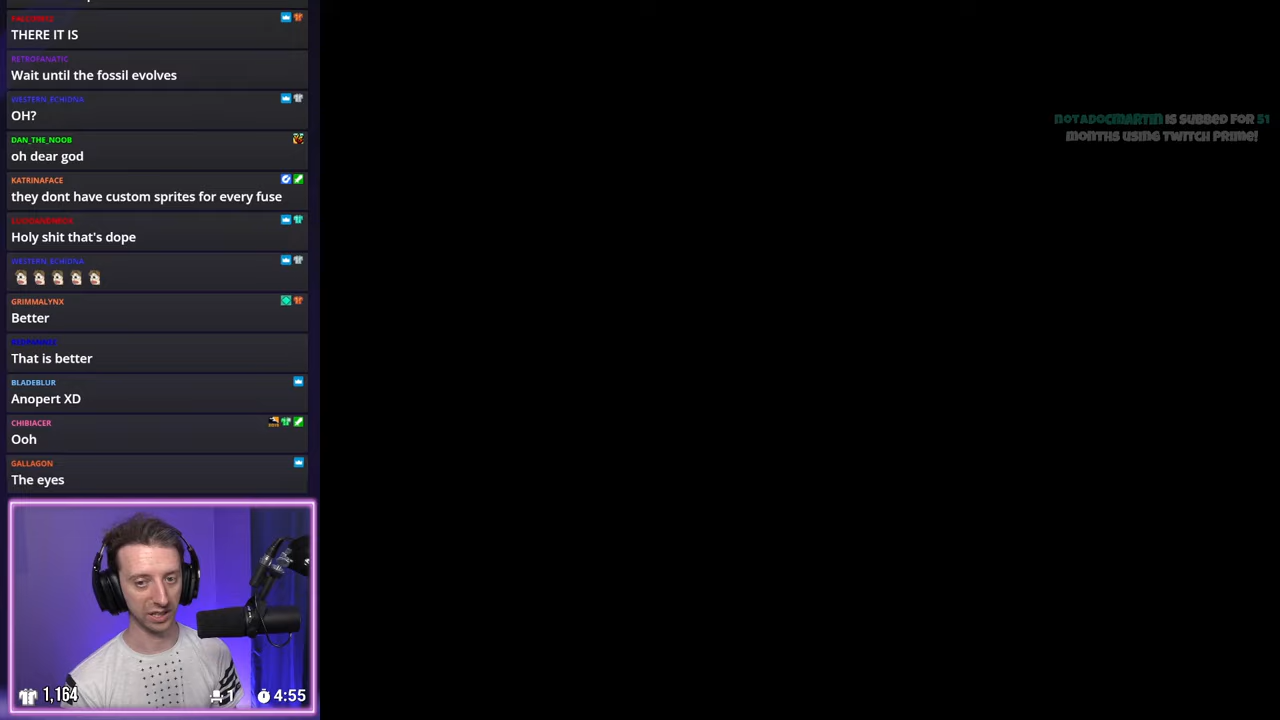 THERE IT IS
RETROFANATIC
Wait until the fossil evolves
WESTERN_ECHIDNA
OH?
DAN_THE_NOOB
oh dear god
KATRINAFACE
they dont have custom sprites for every fuse
Holy shit that's dope
WESTERN_ECHIDNA
GRIMMALYNX
Better
That is better
BLADEBLUR
Anopert XD
CHIBIACER
Ooh
GALLAGON
The eyes
1,164
1
4:55
NOTADOCMARTIN IS SUBBED FOR 51
MONTHS USING TWITCH PRIME!